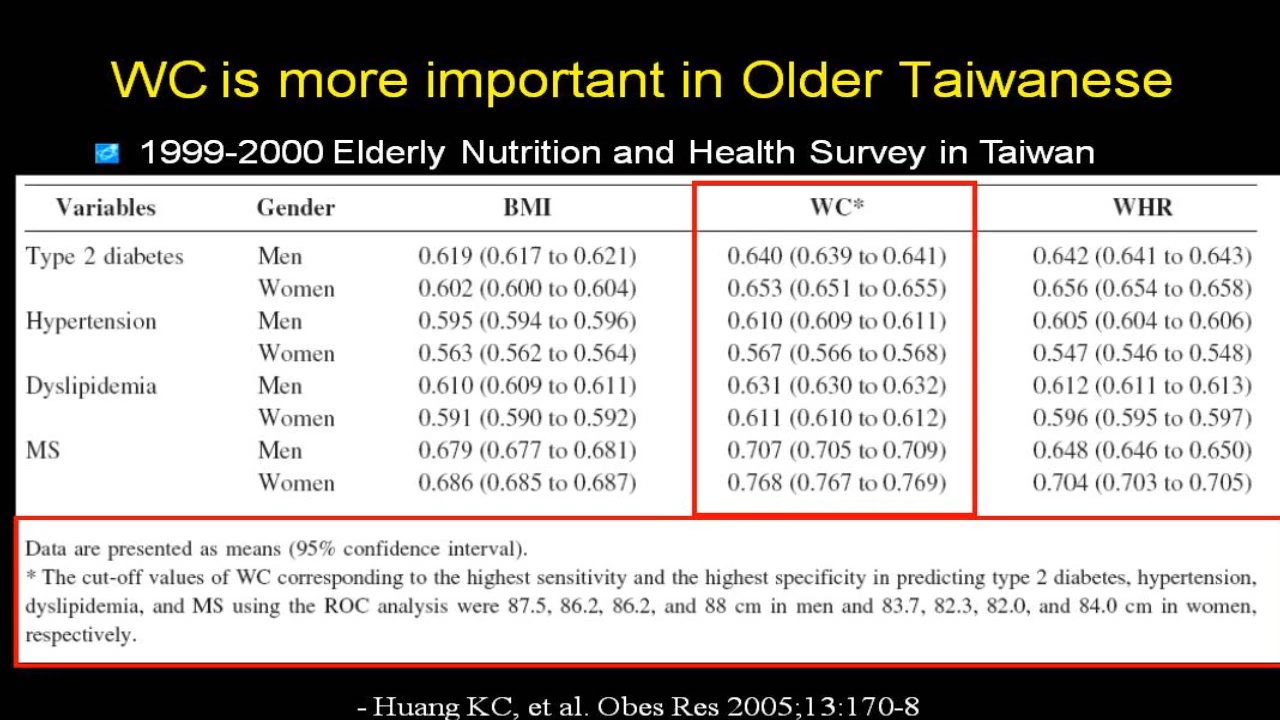 WC is more important in Older Taiwanese
1999-2000 Elderly Nutrition and Health Survey in Taiwan
Variables Gender BMI WC* WHR
Type 2 diabetes Men 0.619 (0.617 to 0.621) 0.640 (0.639 to 0.641) 0.642 (0.641 to 0.643)
Women 0.602 (0.600 to 0.604) 0.653 (0.651 to 0.655) 0.656 (0.654 to 0.658)
Hypertension Men 0.595 (0.594 to 0.596) 0.610 (0.609 to 0.611) 0.605 (0.604 to 0.606)
Women 0.563 (0.562 to 0.564) 0.567 (0.566 to 0.568) 0.547 (0.546 to 0.548)
Dyslipidemia Men 0.610 (0.609 to 0.611) 0.631 (0.630 to 0.632) 0.612 (0.611 to 0.613)
Women 0.591 (0.590 to 0.592) 0.611 (0.610 to 0.612) 0.596 (0.595 to 0.597)
MS Men 0.679 (0.677 to 0.681) 0.707 (0.705 to 0.709) 0.648 (0.646 to 0.650)
Women 0.686 (0.685 to 0.687) 0.768 (0.767 to 0.769) 0.704 (0.703 to 0.705)
Data are presented as means (95% confidence interval).
* The cut-off values of WC corresponding to the highest sensitivity and the highest specificity in predicting type 2 diabetes, hypertension,
dyslipidemia, and MS using the ROC analysis were 87.5, 86.2, 86.2, and 88 cm in men and 83.7, 82.3, 82.0, and 84.0 cm in women,
respectively.
- Huang KC, et al. Obes Res 2005;13:170-8